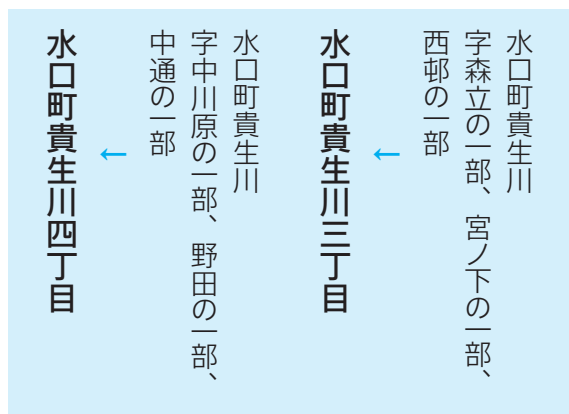 水口町貴生川
字森立の一部、宮ノ下の一部、
西邨の一部
←
水口町貴生川三丁目
水口町貴生川
字中川原の一部、野田の一部、
中通の一部
←
水口町貴生川四丁目